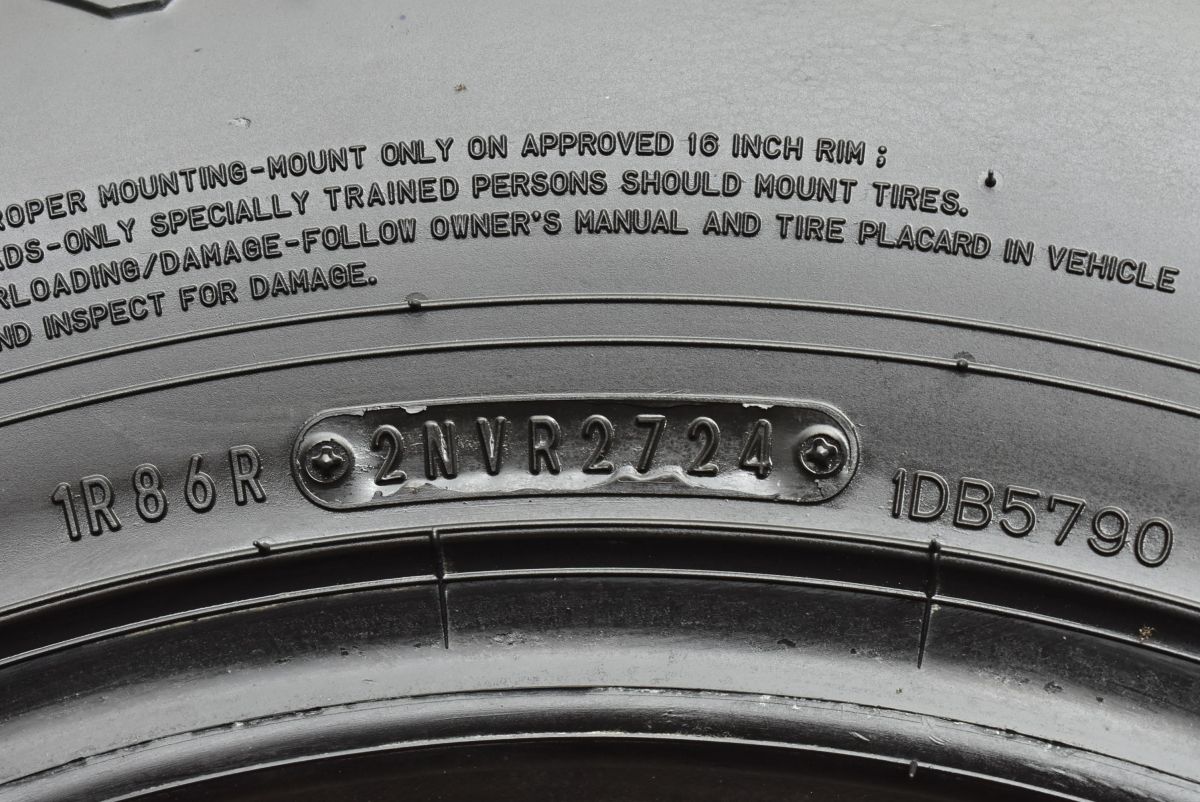 ROPER MOUNTING-MOUNT ONLY ON APPROVED 16 INCH RIM ;
ADS-ONLY SPECIALLY TRAINED PERSONS SHOULD MOUNT TIRES.
RLOADING/DAMAGE-FOLLOW OWNER'S MANUAL AND TIRE PLACARD IN VEHICLE
ND INSPECT FOR DAMAGE.
1R86R 2NVR2724 1DB5790